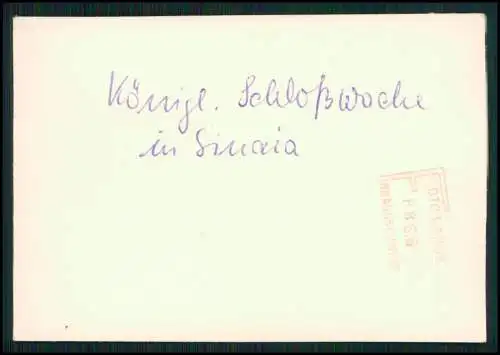 Königl. Schloßwache
in Sinaia